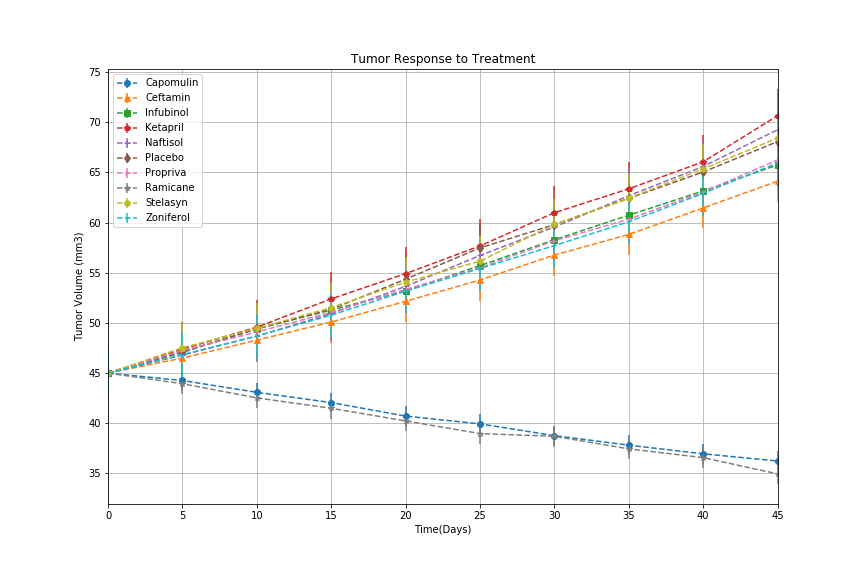 Tumor Response to Treatment
75
70
65
60
55
50
45
40
35
Tumor Volume (mm3)
Capomulin
Ceftamin
Infubinol
Ketapril
Naftisol
Placebo
Propriva
Ramicane
Stelasyn
Zoniferol
0 5 10 15 20 25 30 35 40 45
Time(Days)